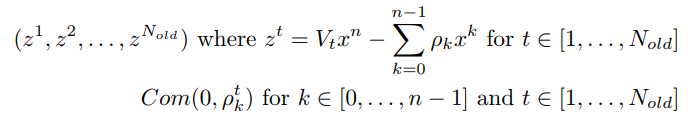 (z^1, z^2, . . . , z^{N_{old}}) where z^t = V_t x^n − \sum_{k=0}^{n−1} ρ_k x^k for t ∈ [1, . . . , N_{old}]
Com(0, ρ_k^t) for k ∈ [0, . . . , n − 1] and t ∈ [1, . . . , N_{old}]